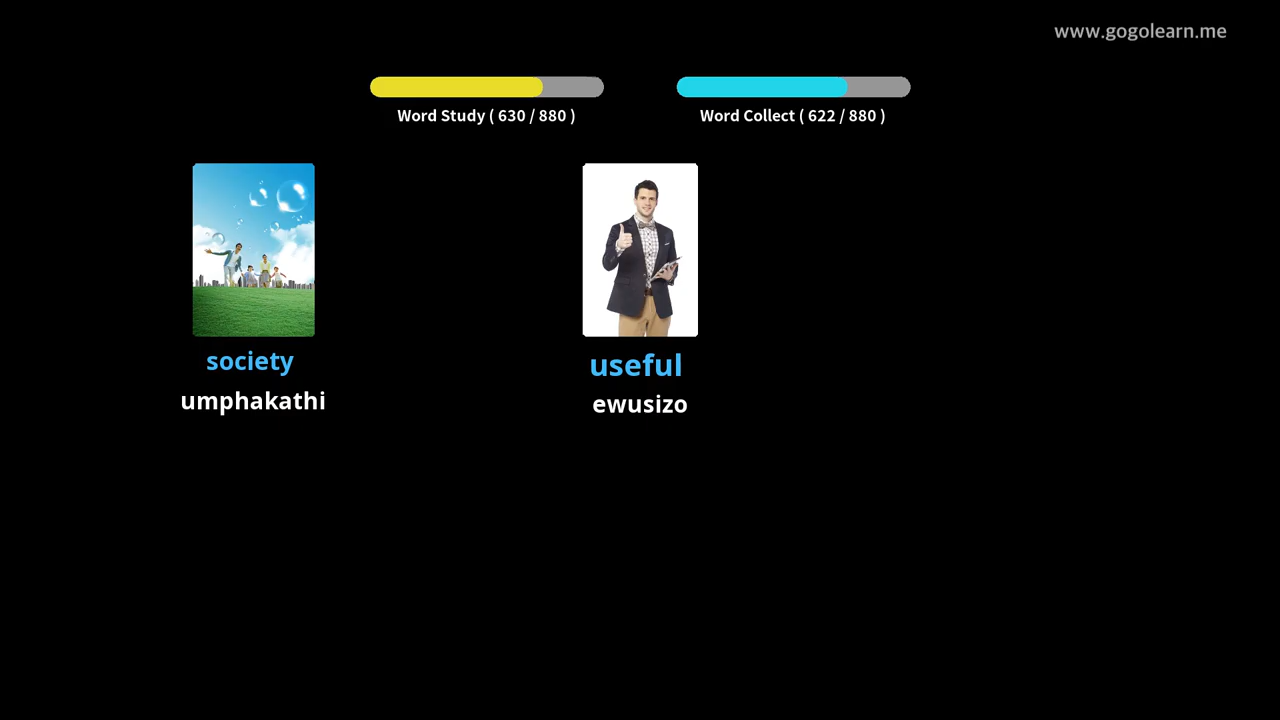 www.gogolearn.me
Word Study ( 630 / 880 )
Word Collect ( 622 / 880 )
society
umphakathi
useful
ewusizo